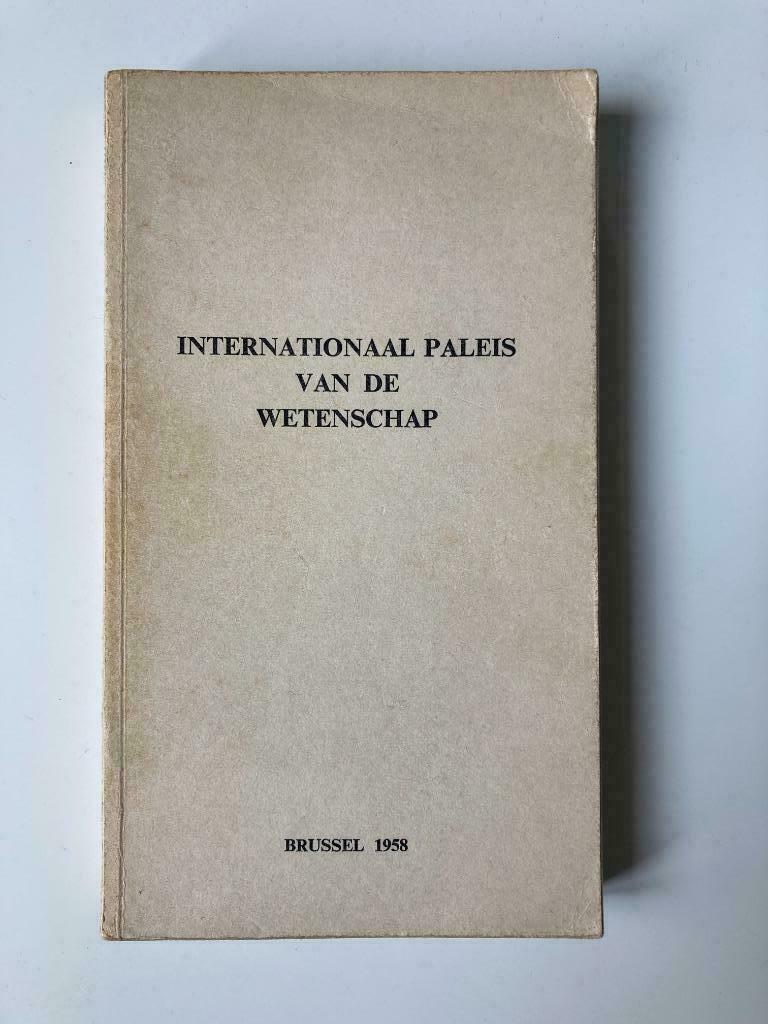 INTERNATIONAAL PALEIS
VAN DE
WETENSCHAP
BRUSSEL 1958